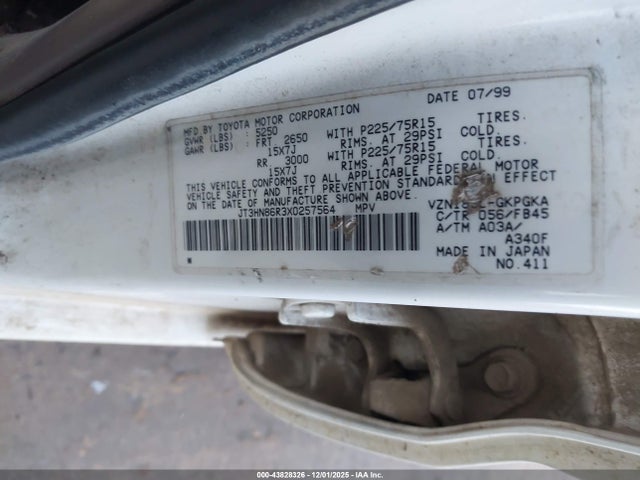 MFD BY TOYOTA MOTOR CORPORATION DATE 07/99
GVWR (LBS) : 5250
GAWR (LBS) : FRT 2650 WITH P225/75R15 TIRES.
15X7J RIMS. AT 29PSI COLD.
RR 3000 WITH P225/75R15 TIRES.
15X7J RIMS. AT 29PSI COLD.
THIS VEHICLE CONFORMS TO ALL APPLICABLE FEDERAL MOTOR
VEHICLE SAFETY AND THEFT PREVENTION STANDARDS IN EFFECT
ON THE DATE OF MANUFACTURE SHOWN ABOVE.
JT3HN86R3X0257564 MPV
-GKPGKA
C/TR 056/FB45
A/TM A03A/
A340F
MADE IN JAPAN
NO.411
000-43828326 - 12/01/2025 - IAA Inc.